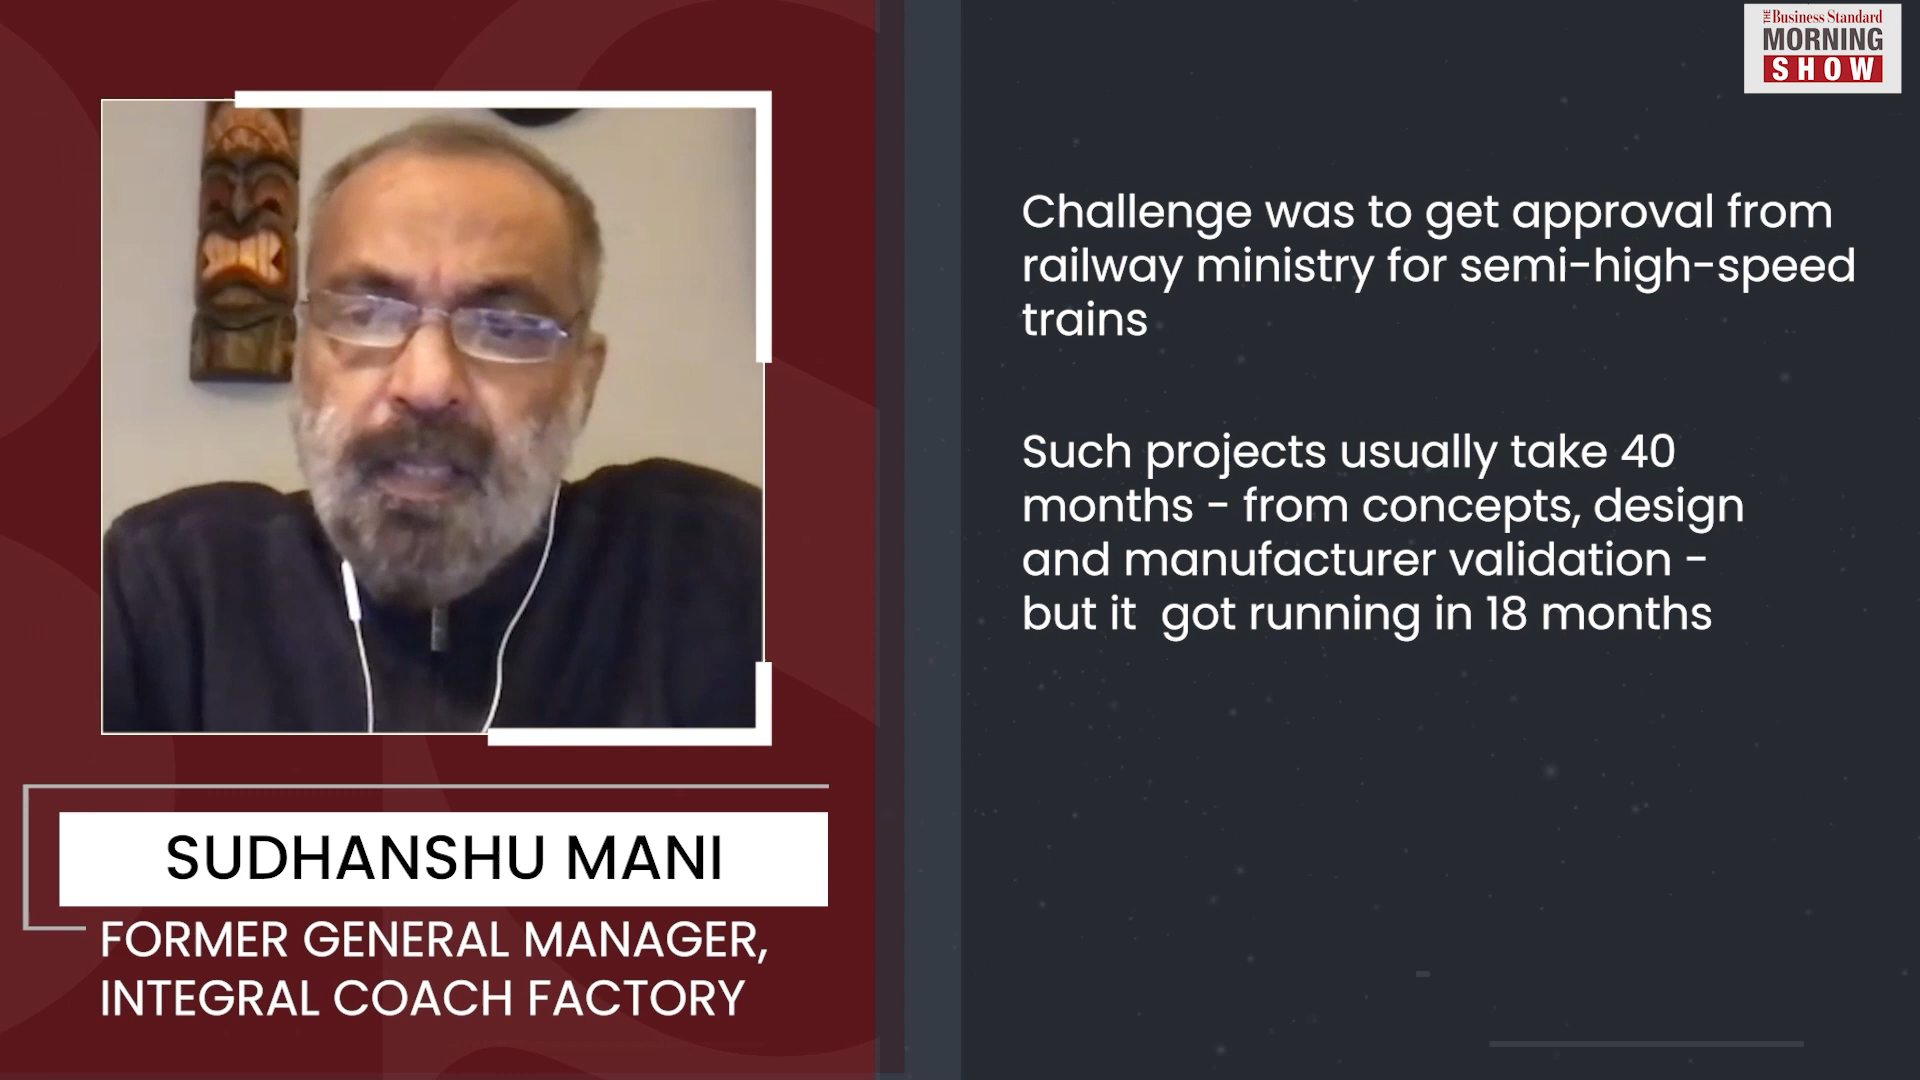 THE Business Standard
MORNING
SHOW
Challenge was to get approval from
railway ministry for semi-high-speed
trains
Such projects usually take 40
months - from concepts, design
and manufacturer validation -
but it got running in 18 months
SUDHANSHU MANI
FORMER GENERAL MANAGER,
INTEGRAL COACH FACTORY